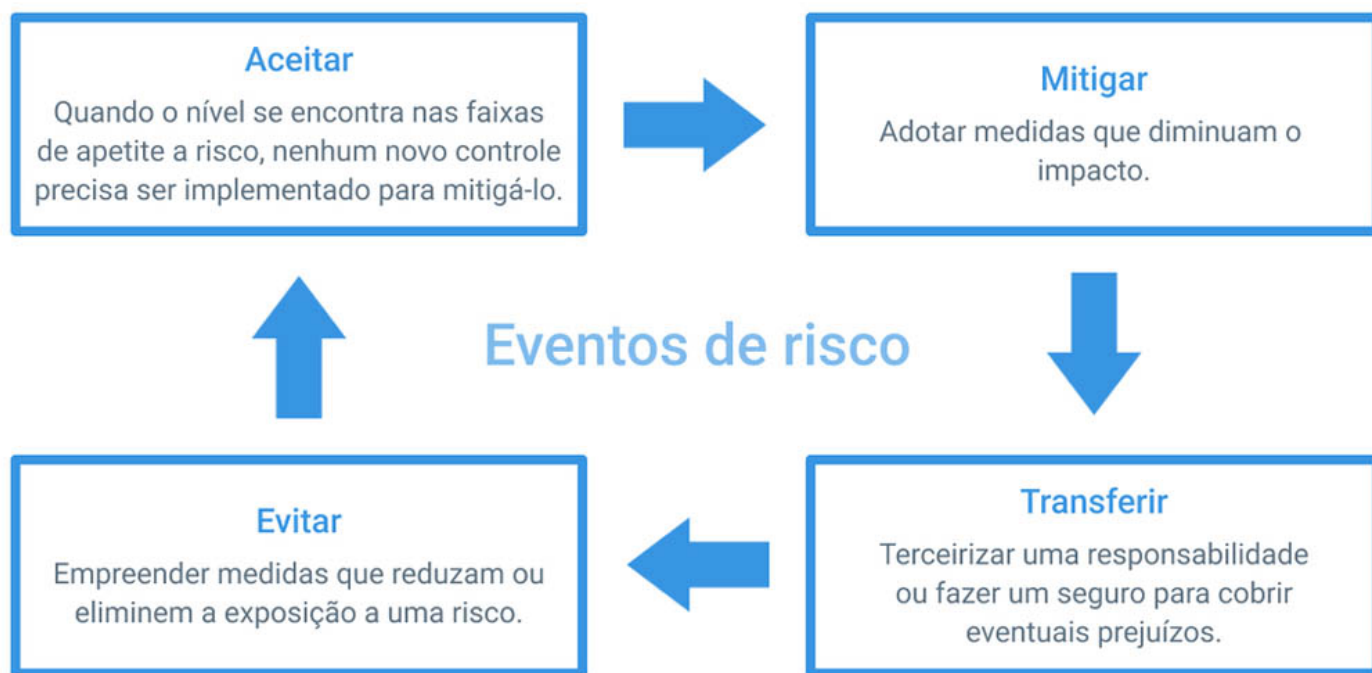 Aceitar
Quando o nível se encontra nas faixas
de apetite a risco, nenhum novo controle
precisa ser implementado para mitigá-lo.
Mitigar
Adotar medidas que diminuam o
impacto.
Eventos de risco
Evitar
Empreender medidas que reduzam ou
eliminem a exposição a uma risco.
Transferir
Terceirizar uma responsabilidade
ou fazer um seguro para cobrir
eventuais prejuízos.